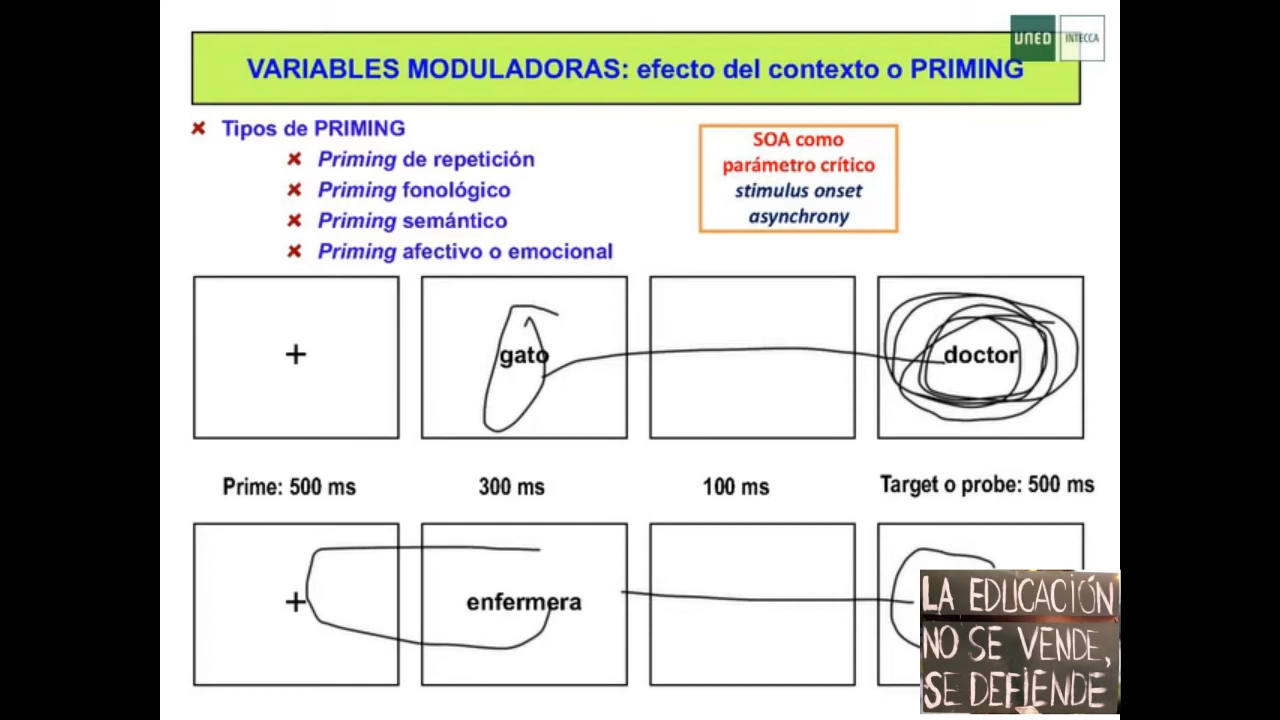 UNED INTECCA
VARIABLES MODULADORAS: efecto del contexto o PRIMING
Tipos de PRIMING
Priming de repetición
Priming fonológico
Priming semántico
Priming afectivo o emocional
SOA como
parámetro crítico
stimulus onset
asynchrony
+
gato
doctor
Prime: 500 ms
300 ms
100 ms
Target o probe: 500 ms
+
enfermera
LA EDUCACIÓN
NO SE VENDE,
SE DEFIENDE